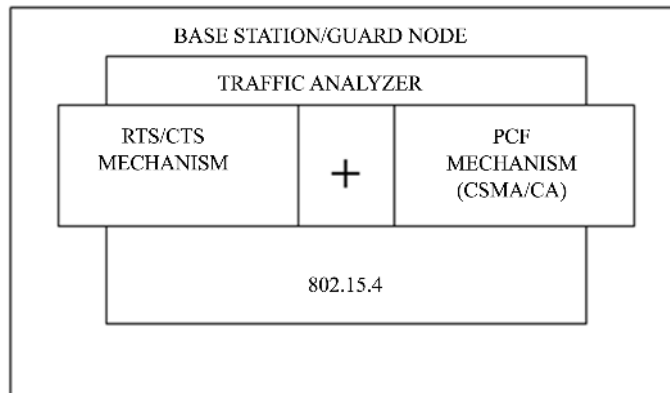 BASE STATION/GUARD NODE
TRAFFIC ANALYZER
RTS/CTS
MECHANISM
+
PCF
MECHANISM
(CSMA/CA)
802.15.4